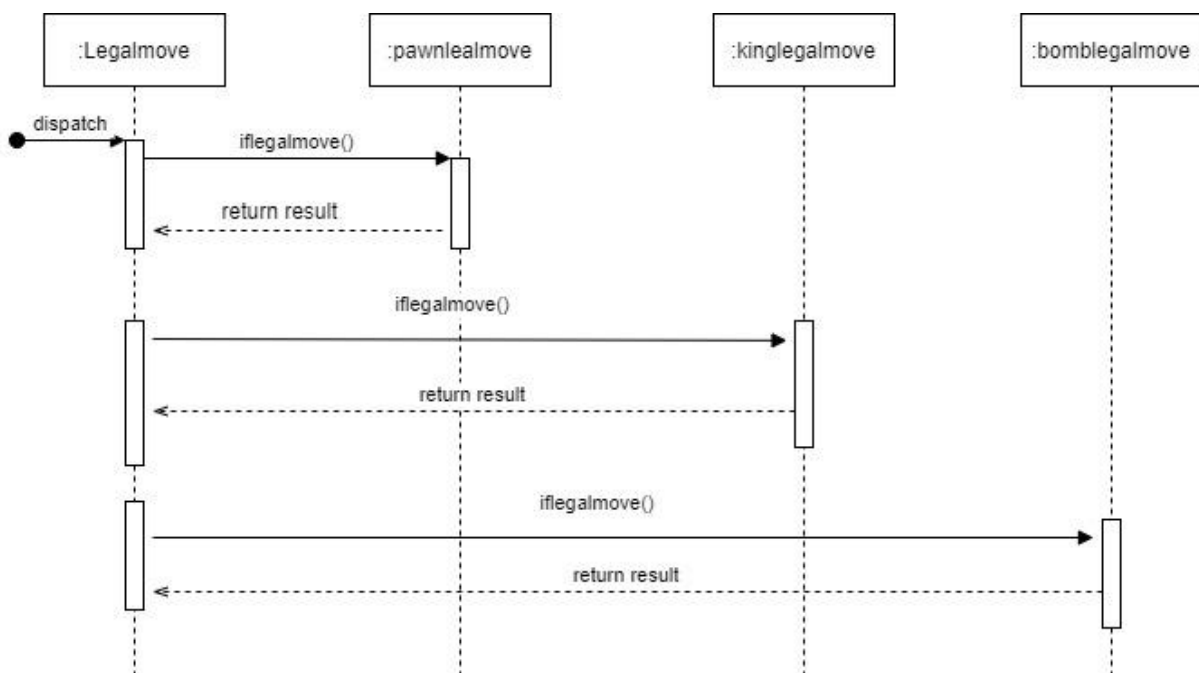 :Legalmove
:pawnlealmove
:kinglegalmove
:bomblegalmove
dispatch
iflegalmove()
return result
iflegalmove()
return result
iflegalmove()
return result